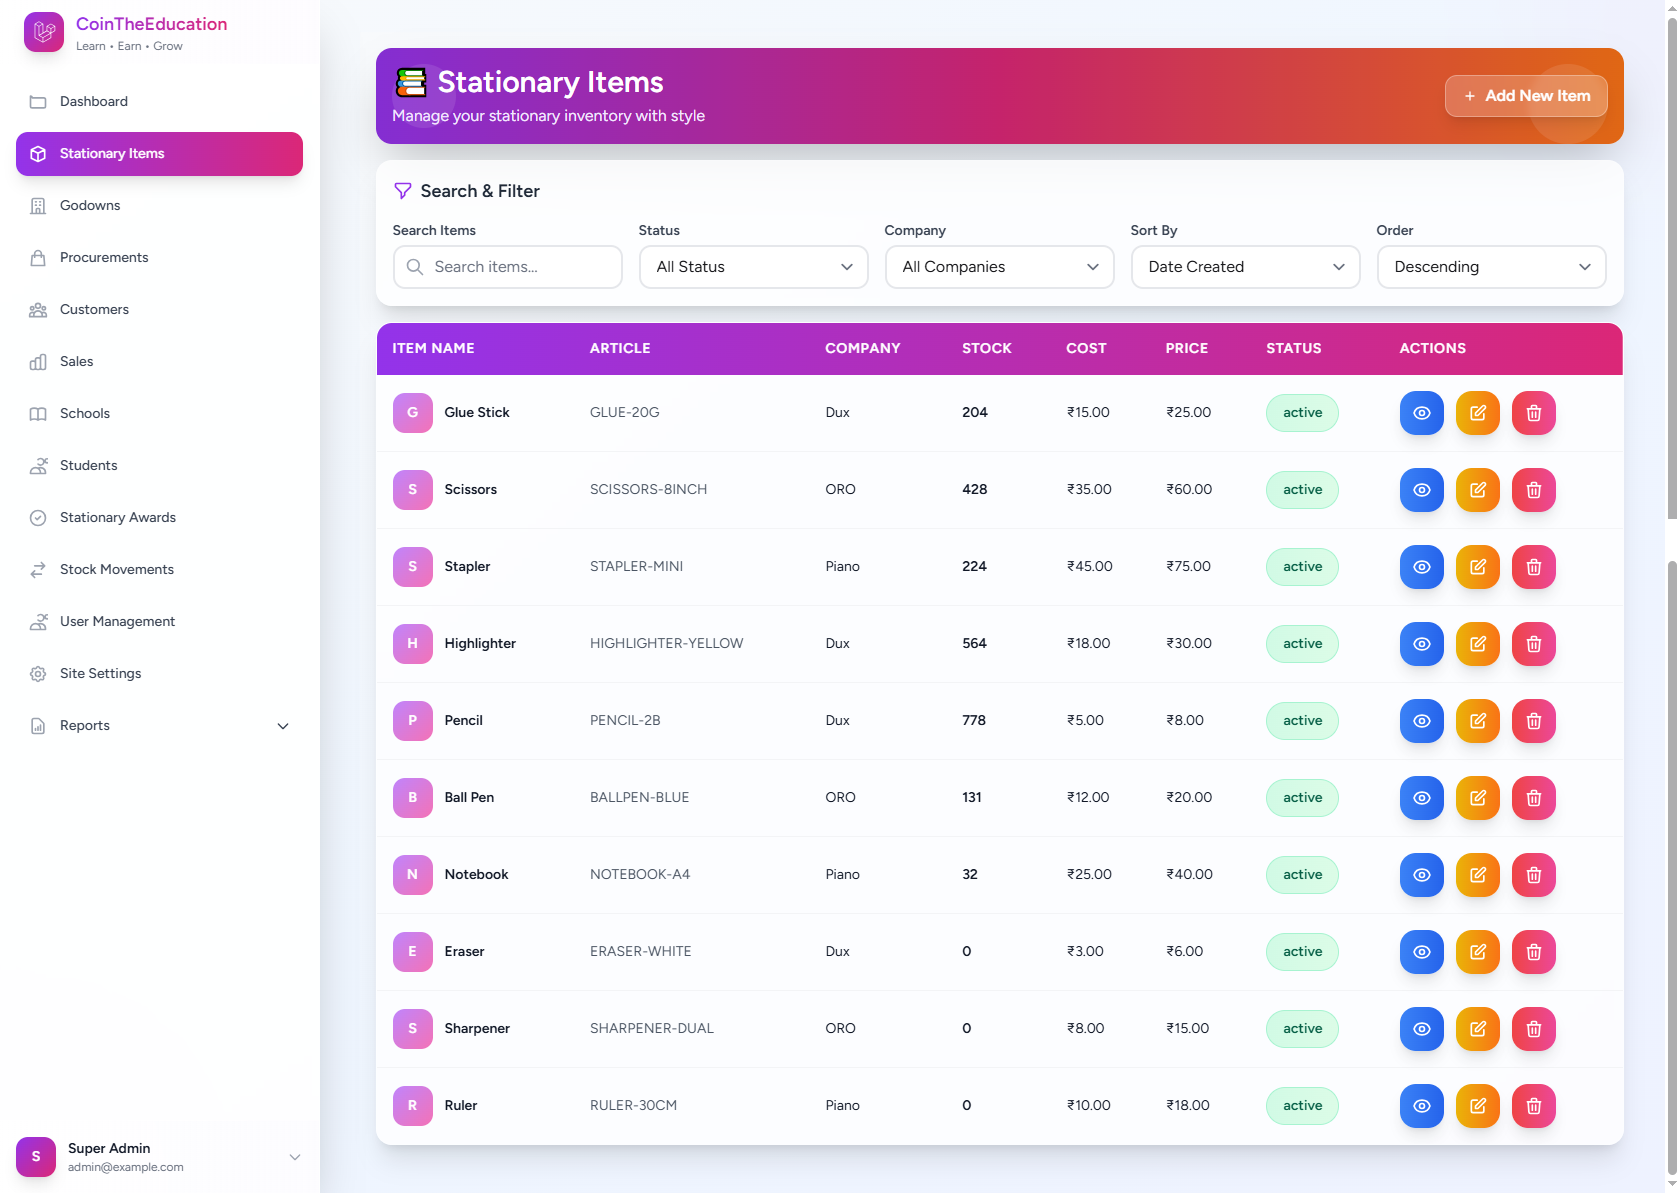 CoinTheEducation
Learn • Earn • Grow
Dashboard
Stationary Items
Godowns
Procurements
Customers
Sales
Schools
Students
Stationary Awards
Stock Movements
User Management
Site Settings
Reports
S
Super Admin
admin@example.com
Stationary Items
Manage your stationary inventory with style
+ Add New Item
Search & Filter
Search Items Status Company Sort By Order
Search items... All Status All Companies Date Created Descending
ITEM NAME ARTICLE COMPANY STOCK COST PRICE STATUS ACTIONS
G Glue Stick GLUE-20G Dux 204 ₹15.00 ₹25.00 active
S Scissors SCISSORS-8INCH ORO 428 ₹35.00 ₹60.00 active
S Stapler STAPLER-MINI Piano 224 ₹45.00 ₹75.00 active
H Highlighter HIGHLIGHTER-YELLOW Dux 564 ₹18.00 ₹30.00 active
P Pencil PENCIL-2B Dux 778 ₹5.00 ₹8.00 active
B Ball Pen BALLPEN-BLUE ORO 131 ₹12.00 ₹20.00 active
N Notebook NOTEBOOK-A4 Piano 32 ₹25.00 ₹40.00 active
E Eraser ERASER-WHITE Dux 0 ₹3.00 ₹6.00 active
S Sharpener SHARPENER-DUAL ORO 0 ₹8.00 ₹15.00 active
R Ruler RULER-30CM Piano 0 ₹10.00 ₹18.00 active